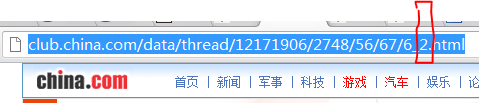 club.china.com/data/thread/12171906/2748/56/67/6_2.html
china.com 首页 | 新闻 | 军事 | 科技 | 游戏 | 汽车 | 娱乐 |